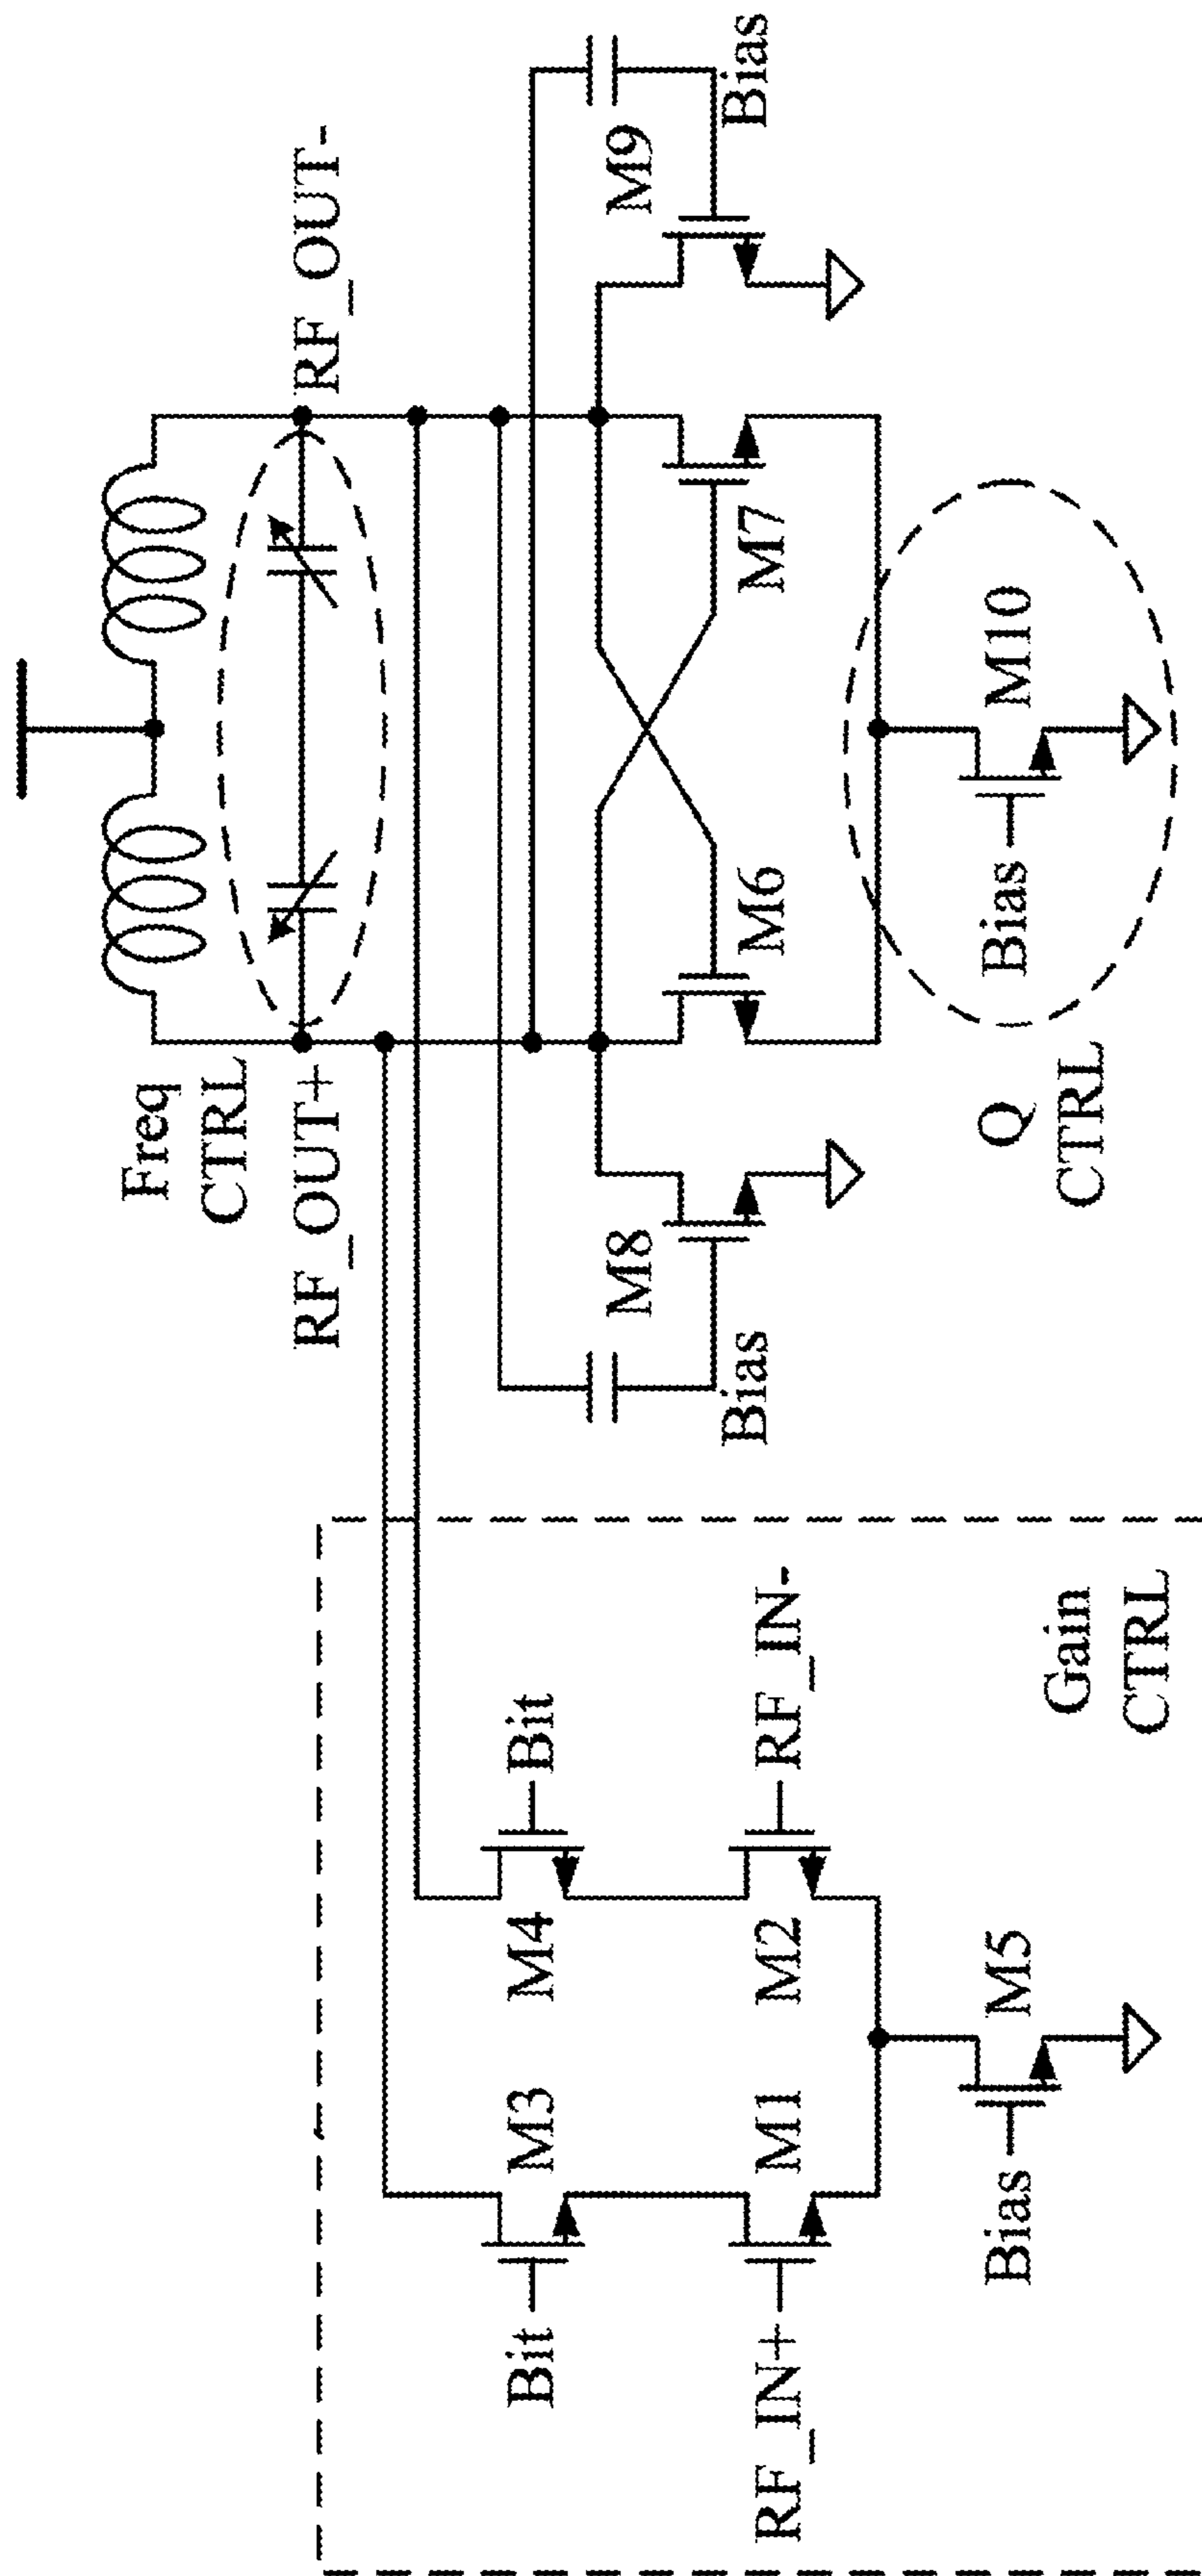 Freq
CTRL
RF_OUT+
RF_OUT-
Bit
M3
M4
Bit
M8
M9
Bias
Bias
RF_IN+
M1
M2
RF_IN-
M6
M7
Bias
M5
Gain
CTRL
Q
CTRL
Bias
M10